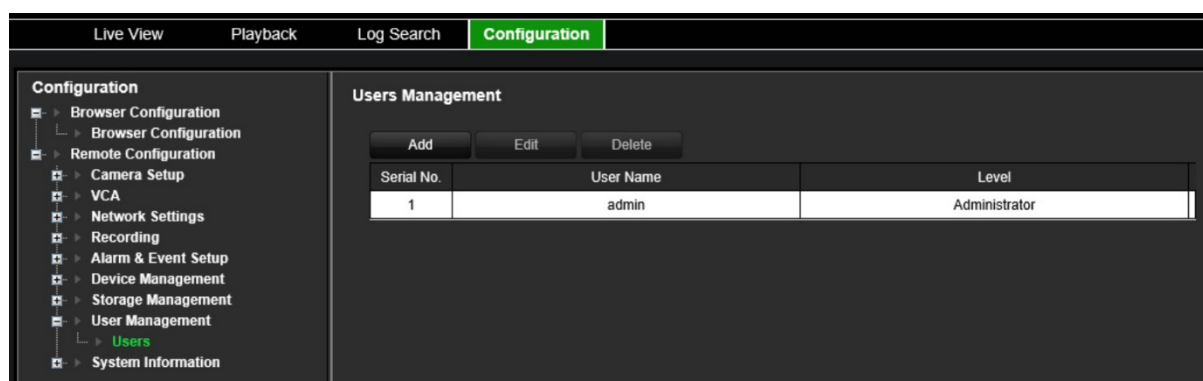 Live View Playback Log Search Configuration
Configuration
Browser Configuration
Browser Configuration
Remote Configuration
Camera Setup
VCA
Network Settings
Recording
Alarm & Event Setup
Device Management
Storage Management
User Management
Users
System Information
Users Management
Add Edit Delete
Serial No. User Name Level
1 admin Administrator